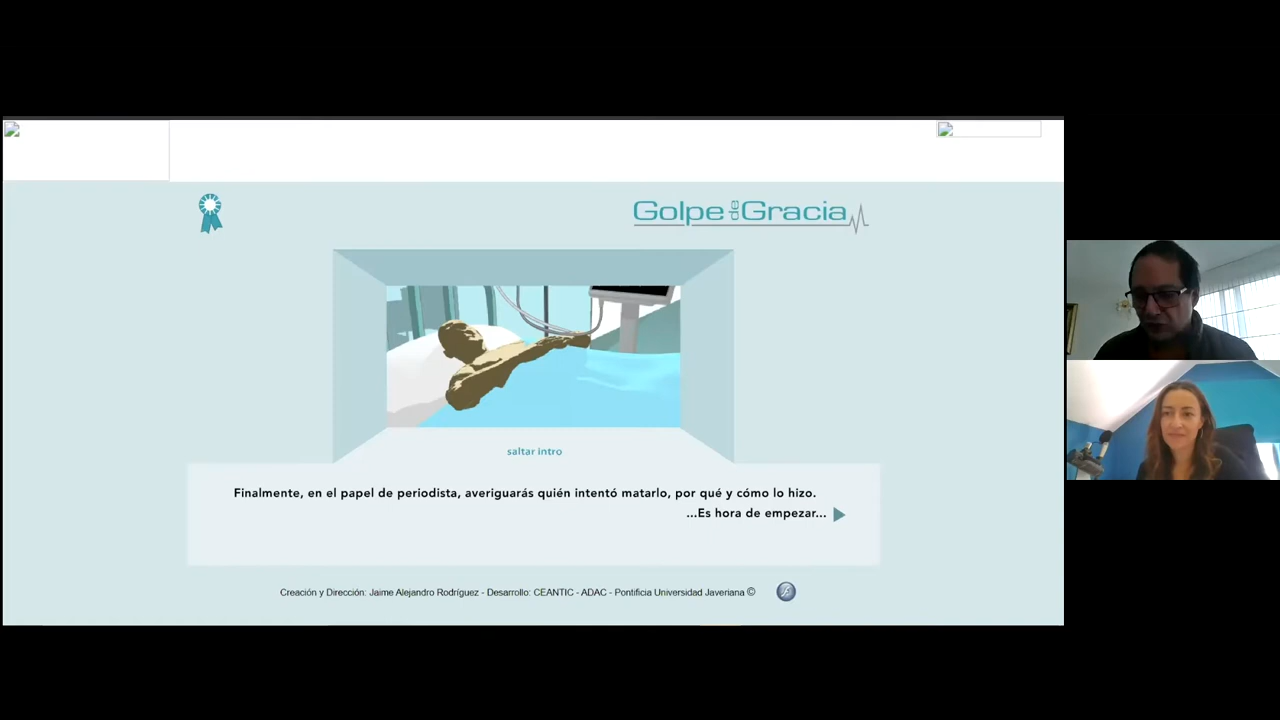 Golpe de Gracia
saltar intro
Finalmente, en el papel de periodista, averiguarás quién intentó matarlo, por qué y cómo lo hizo.
...Es hora de empezar...
Creación y Dirección: Jaime Alejandro Rodríguez - Desarrollo: CEANTIC - ADAC - Pontificia Universidad Javeriana ©